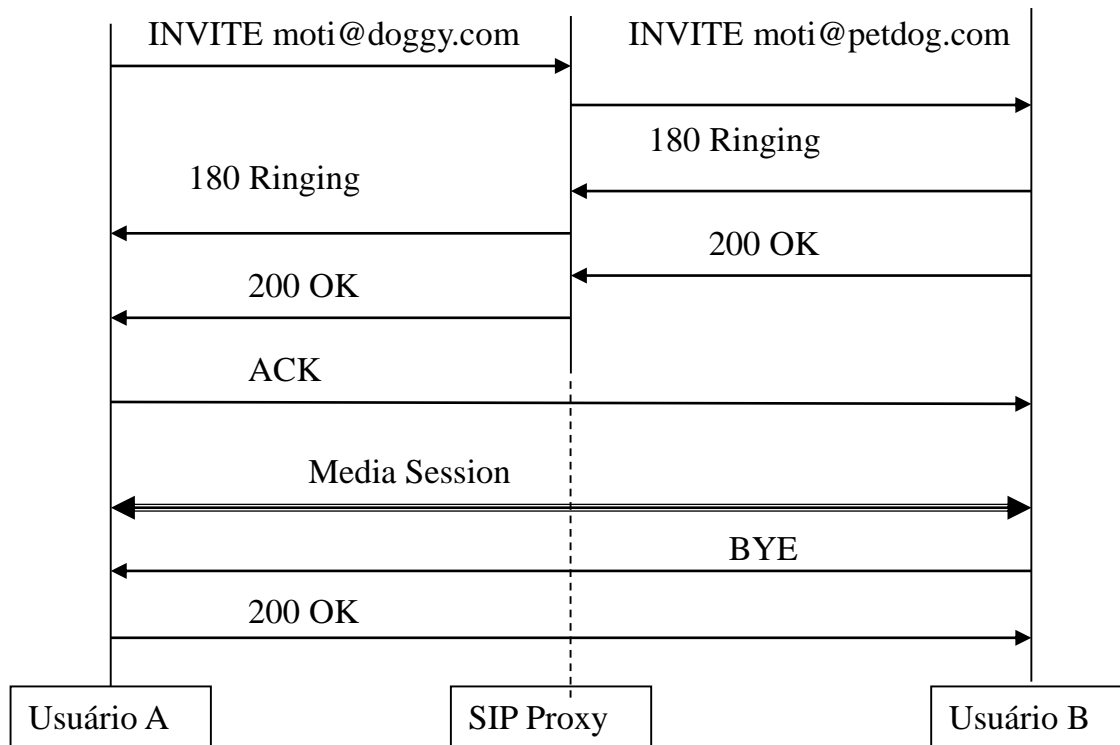 INVITE moti@doggy.com
INVITE moti@petdog.com
180 Ringing
180 Ringing
200 OK
200 OK
ACK
Media Session
BYE
200 OK
Usuário A
SIP Proxy
Usuário B